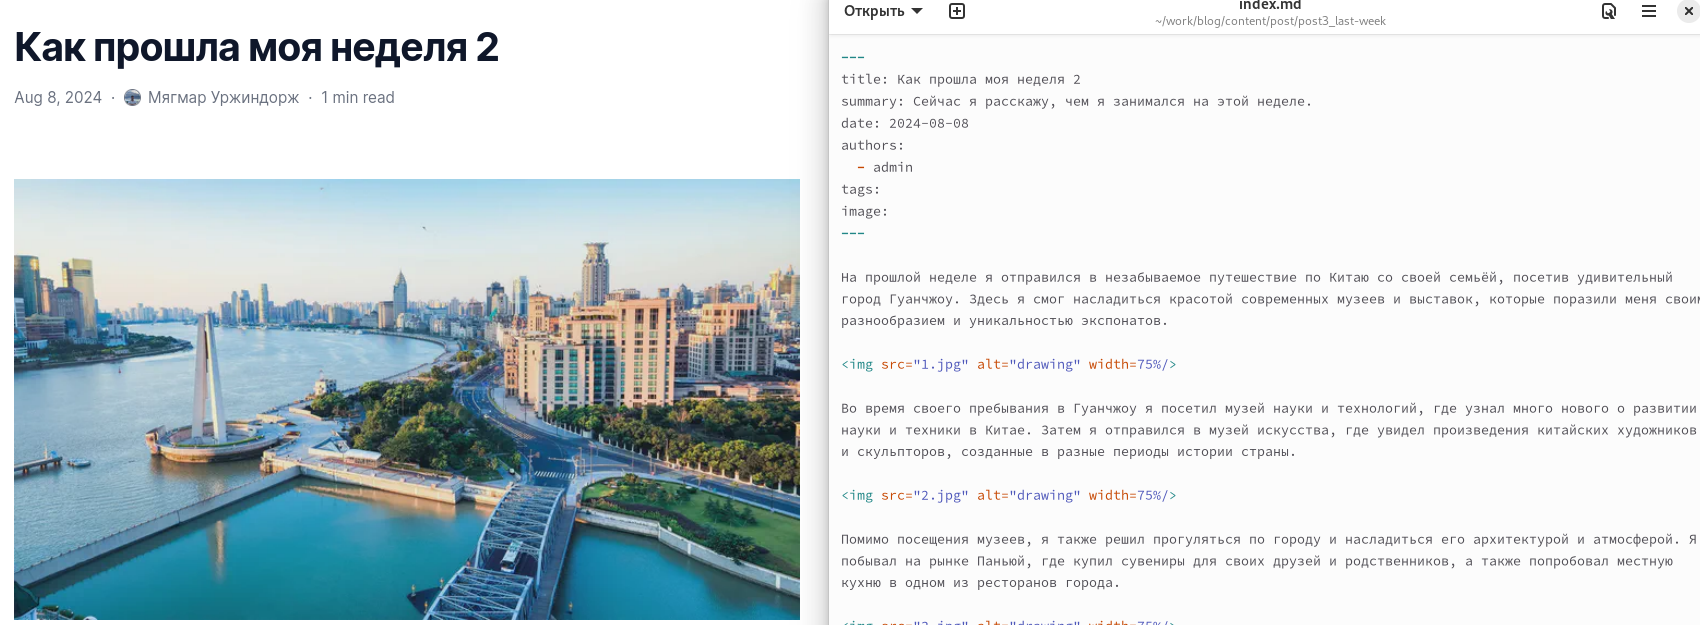 Как прошла моя неделя 2
Aug 8, 2024 · Мягмар Уржиндорж · 1 min read
Открыть
index.md
~/work/blog/content/post/post3_last-week
---
title: Как прошла моя неделя 2
summary: Сейчас я расскажу, чем я занимался на этой неделе.
date: 2024-08-08
authors:
  - admin
tags:
image:
---
На прошлой неделе я отправился в незабываемое путешествие по Китаю со своей семьёй, посетив удивительный
город Гуанчжоу. Здесь я смог насладиться красотой современных музеев и выставок, которые поразили меня
разнообразием и уникальностью экспонатов.
<img src="1.jpg" alt="drawing" width=75%/>
Во время своего пребывания в Гуанчжоу я посетил музей науки и технологий, где узнал много нового о развитии
науки и техники в Китае. Затем я отправился в музей искусства, где увидел произведения китайских художников
и скульпторов, созданные в разные периоды истории страны.
<img src="2.jpg" alt="drawing" width=75%/>
Помимо посещения музеев, я также решил прогуляться по городу и насладиться его архитектурой и атмосферой. Я
побывал на рынке Паньюй, где купил сувениры для своих друзей и родственников, а также попробовал местную
кухню в одном из ресторанов города.